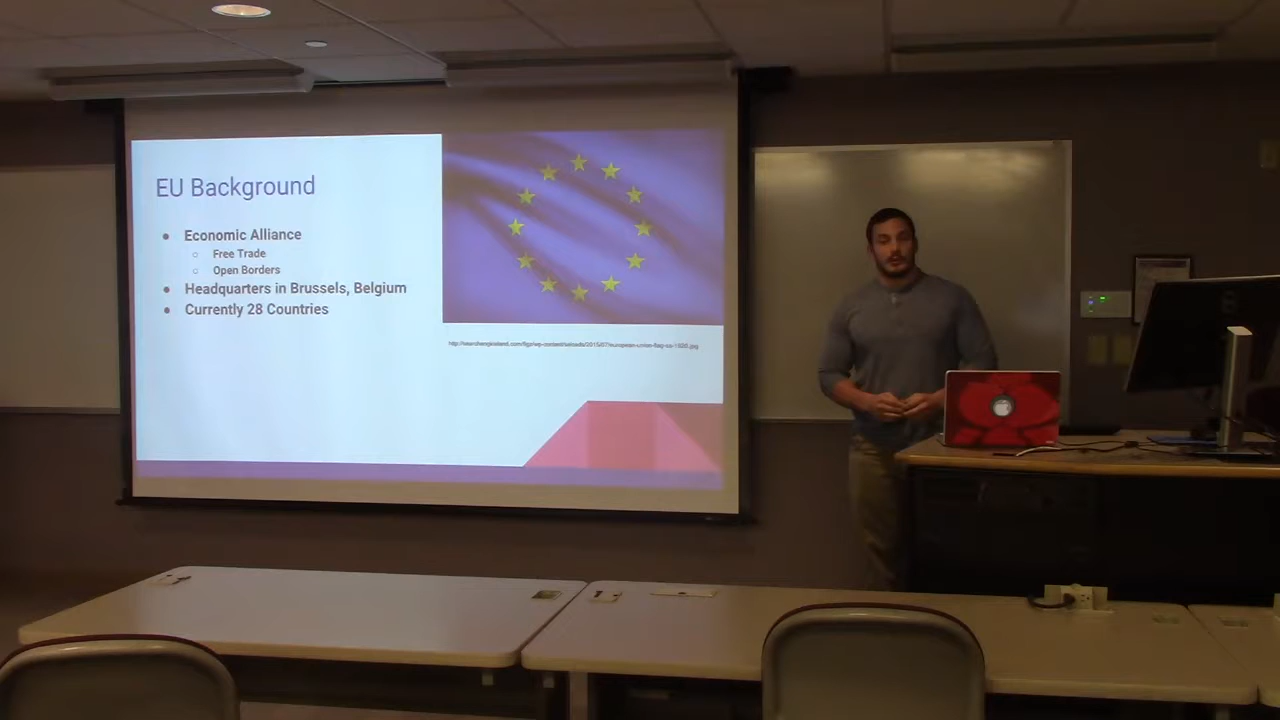 EU Background
● Economic Alliance
○ Free Trade
○ Open Borders
● Headquarters in Brussels, Belgium
● Currently 28 Countries